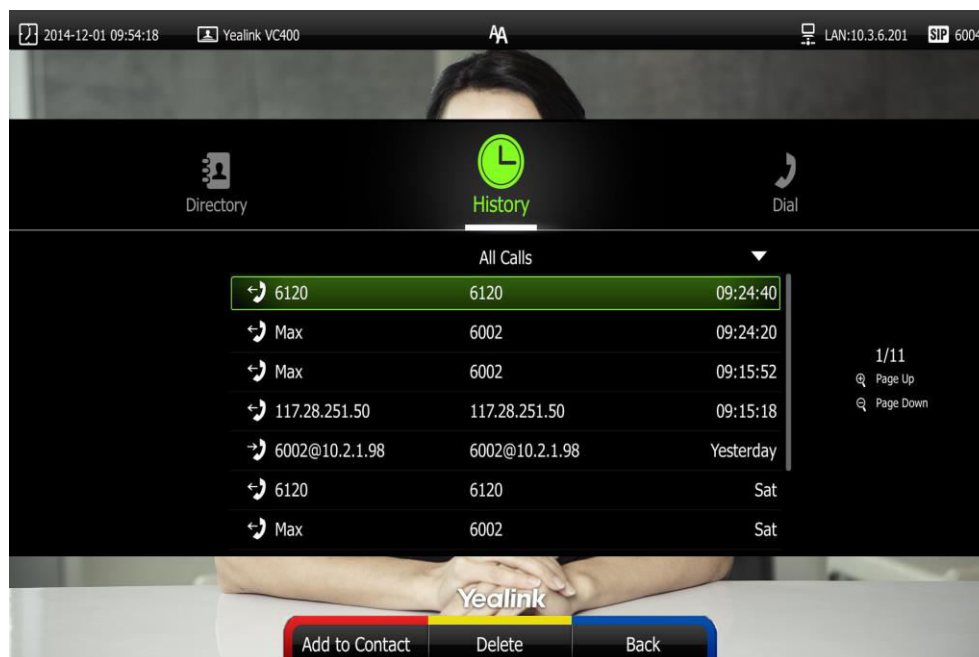 2014-12-01 09:54:18 Yealink VC400 AA LAN:10.3.6.201 SIP 6004
Directory History Dial
All Calls
6120 6120 09:24:40
Max 6002 09:24:20
Max 6002 09:15:52
117.28.251.50 117.28.251.50 09:15:18
6002@10.2.1.98 6002@10.2.1.98 Yesterday
6120 6120 Sat
Max 6002 Sat
1/11
Page Up
Page Down
Yealink
Add to Contact Delete Back